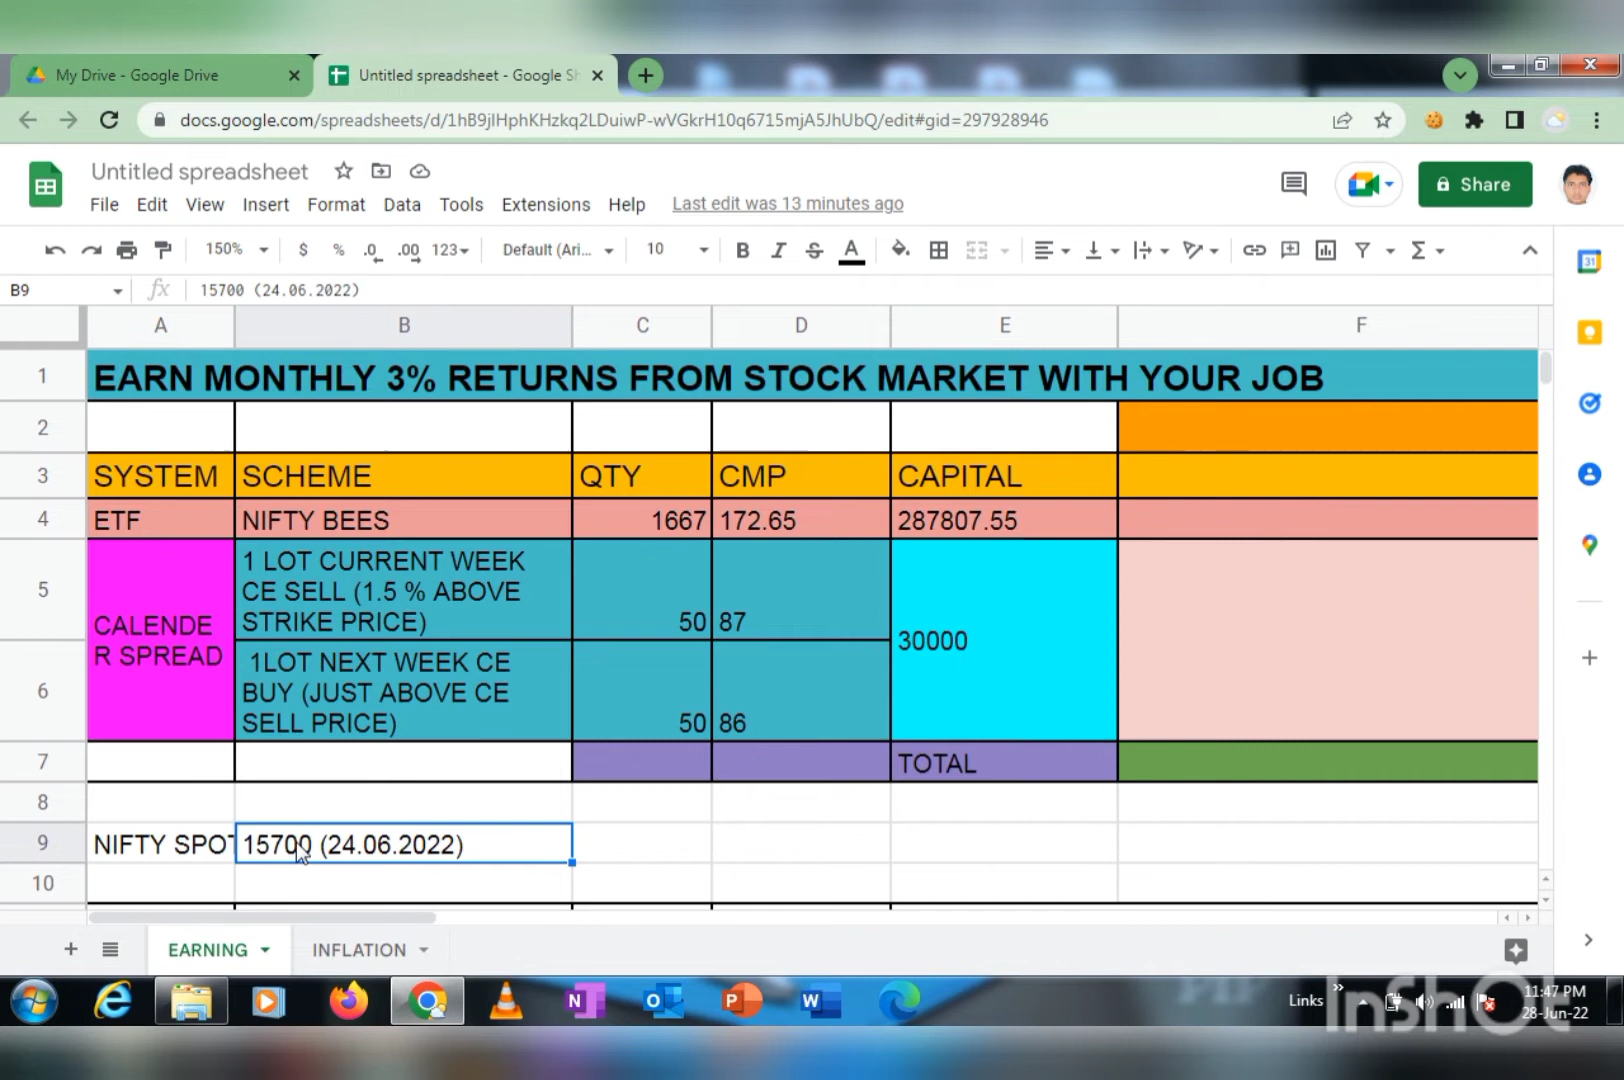 My Drive - Google Drive
Untitled spreadsheet - Google Sh
docs.google.com/spreadsheets/d/1hB9jIHphKHzkq2LDuiwP-wVGkrH10q6715mjA5JhUbQ/edit#gid=297928946
Untitled spreadsheet
File Edit View Insert Format Data Tools Extensions Help Last edit was 13 minutes ago
Share
150% $ % .0 .00 123 Default (Ari... 10 B I S A
B9 fx 15700 (24.06.2022)
A B C D E F
1 EARN MONTHLY 3% RETURNS FROM STOCK MARKET WITH YOUR JOB
2
3 SYSTEM SCHEME QTY CMP CAPITAL
4 ETF NIFTY BEES 1667 172.65 287807.55
5 1 LOT CURRENT WEEK
CE SELL (1.5 % ABOVE
STRIKE PRICE) 50 87
CALENDE
R SPREAD
30000
6 1LOT NEXT WEEK CE
BUY (JUST ABOVE CE
SELL PRICE) 50 86
7 TOTAL
8
9 NIFTY SPOT 15700 (24.06.2022)
10
EARNING INFLATION
Links
11:47 PM
28-Jun-22
InShOt